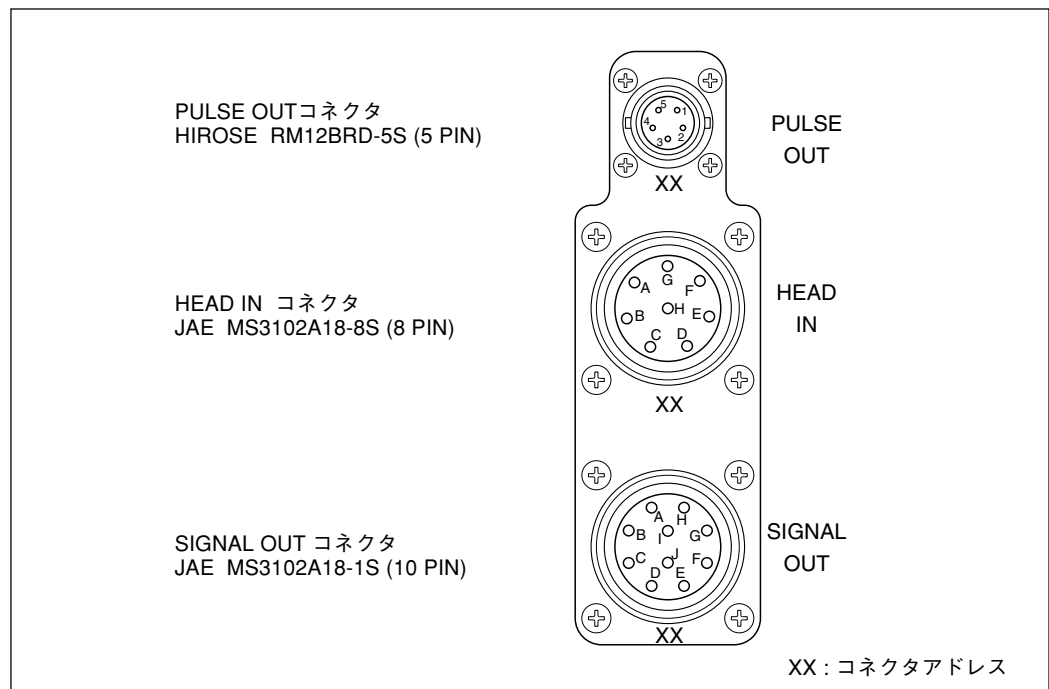 PULSE OUTコネクタ
HIROSE RM12BRD-5S (5 PIN)
5
1
4
2
3
XX
PULSE
OUT
HEAD IN コネクタ
JAE MS3102A18-8S (8 PIN)
G
A
F
H
B
E
C
D
XX
HEAD
IN
SIGNAL OUT コネクタ
JAE MS3102A18-1S (10 PIN)
A
H
B
I
G
C
J
F
D
E
XX
SIGNAL
OUT
XX : コネクタアドレス